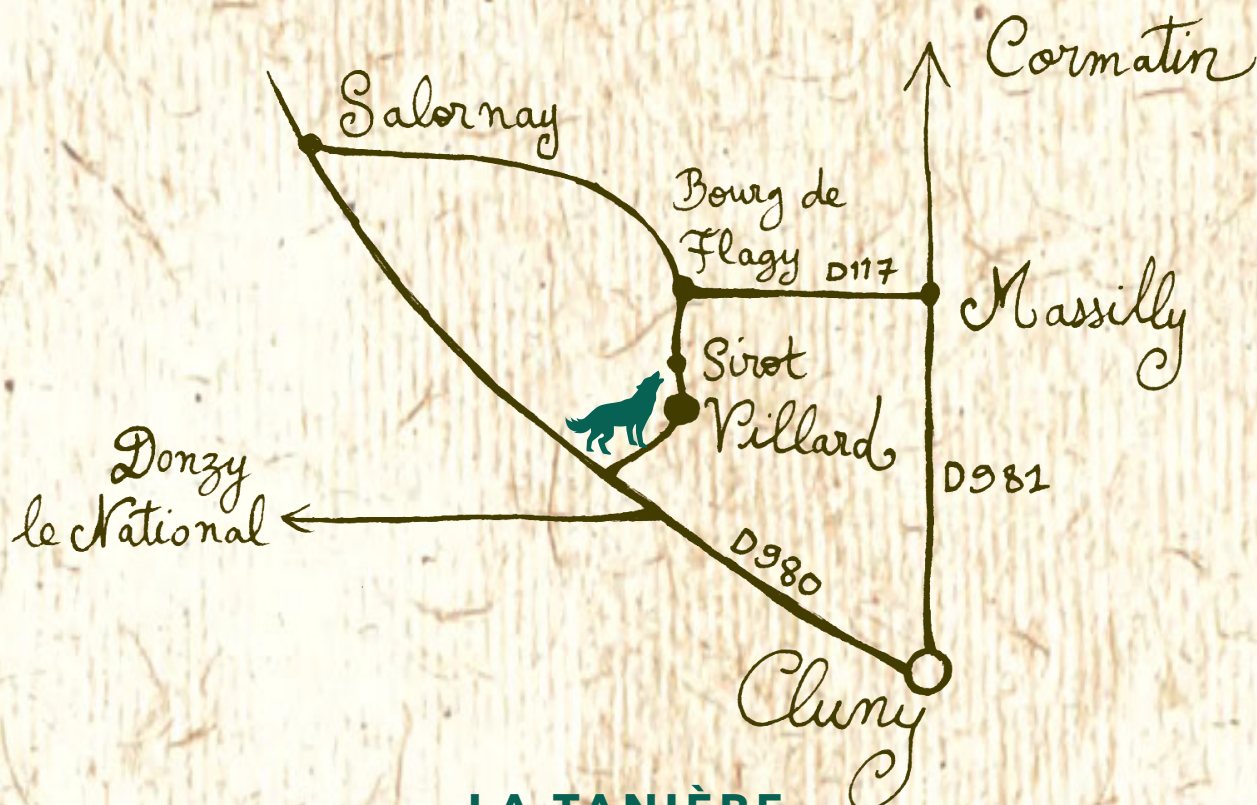 Cormatin
Salornay
Bourg de
Flagy
D117
Massilly
Sirot
Villard
Donzy
le National
D981
D980
Cluny
LA TANIÈRE